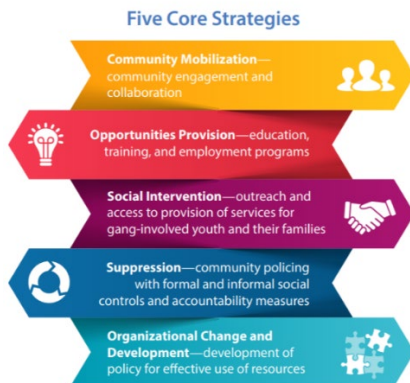 Five Core Strategies
Community Mobilization—
community engagement and
collaboration
Opportunities Provision—education,
training, and employment programs
Social Intervention—outreach and
access to provision of services for
gang-involved youth and their families
Suppression—community policing
with formal and informal social
controls and accountability measures
Organizational Change and
Development—development of
policy for effective use of resources